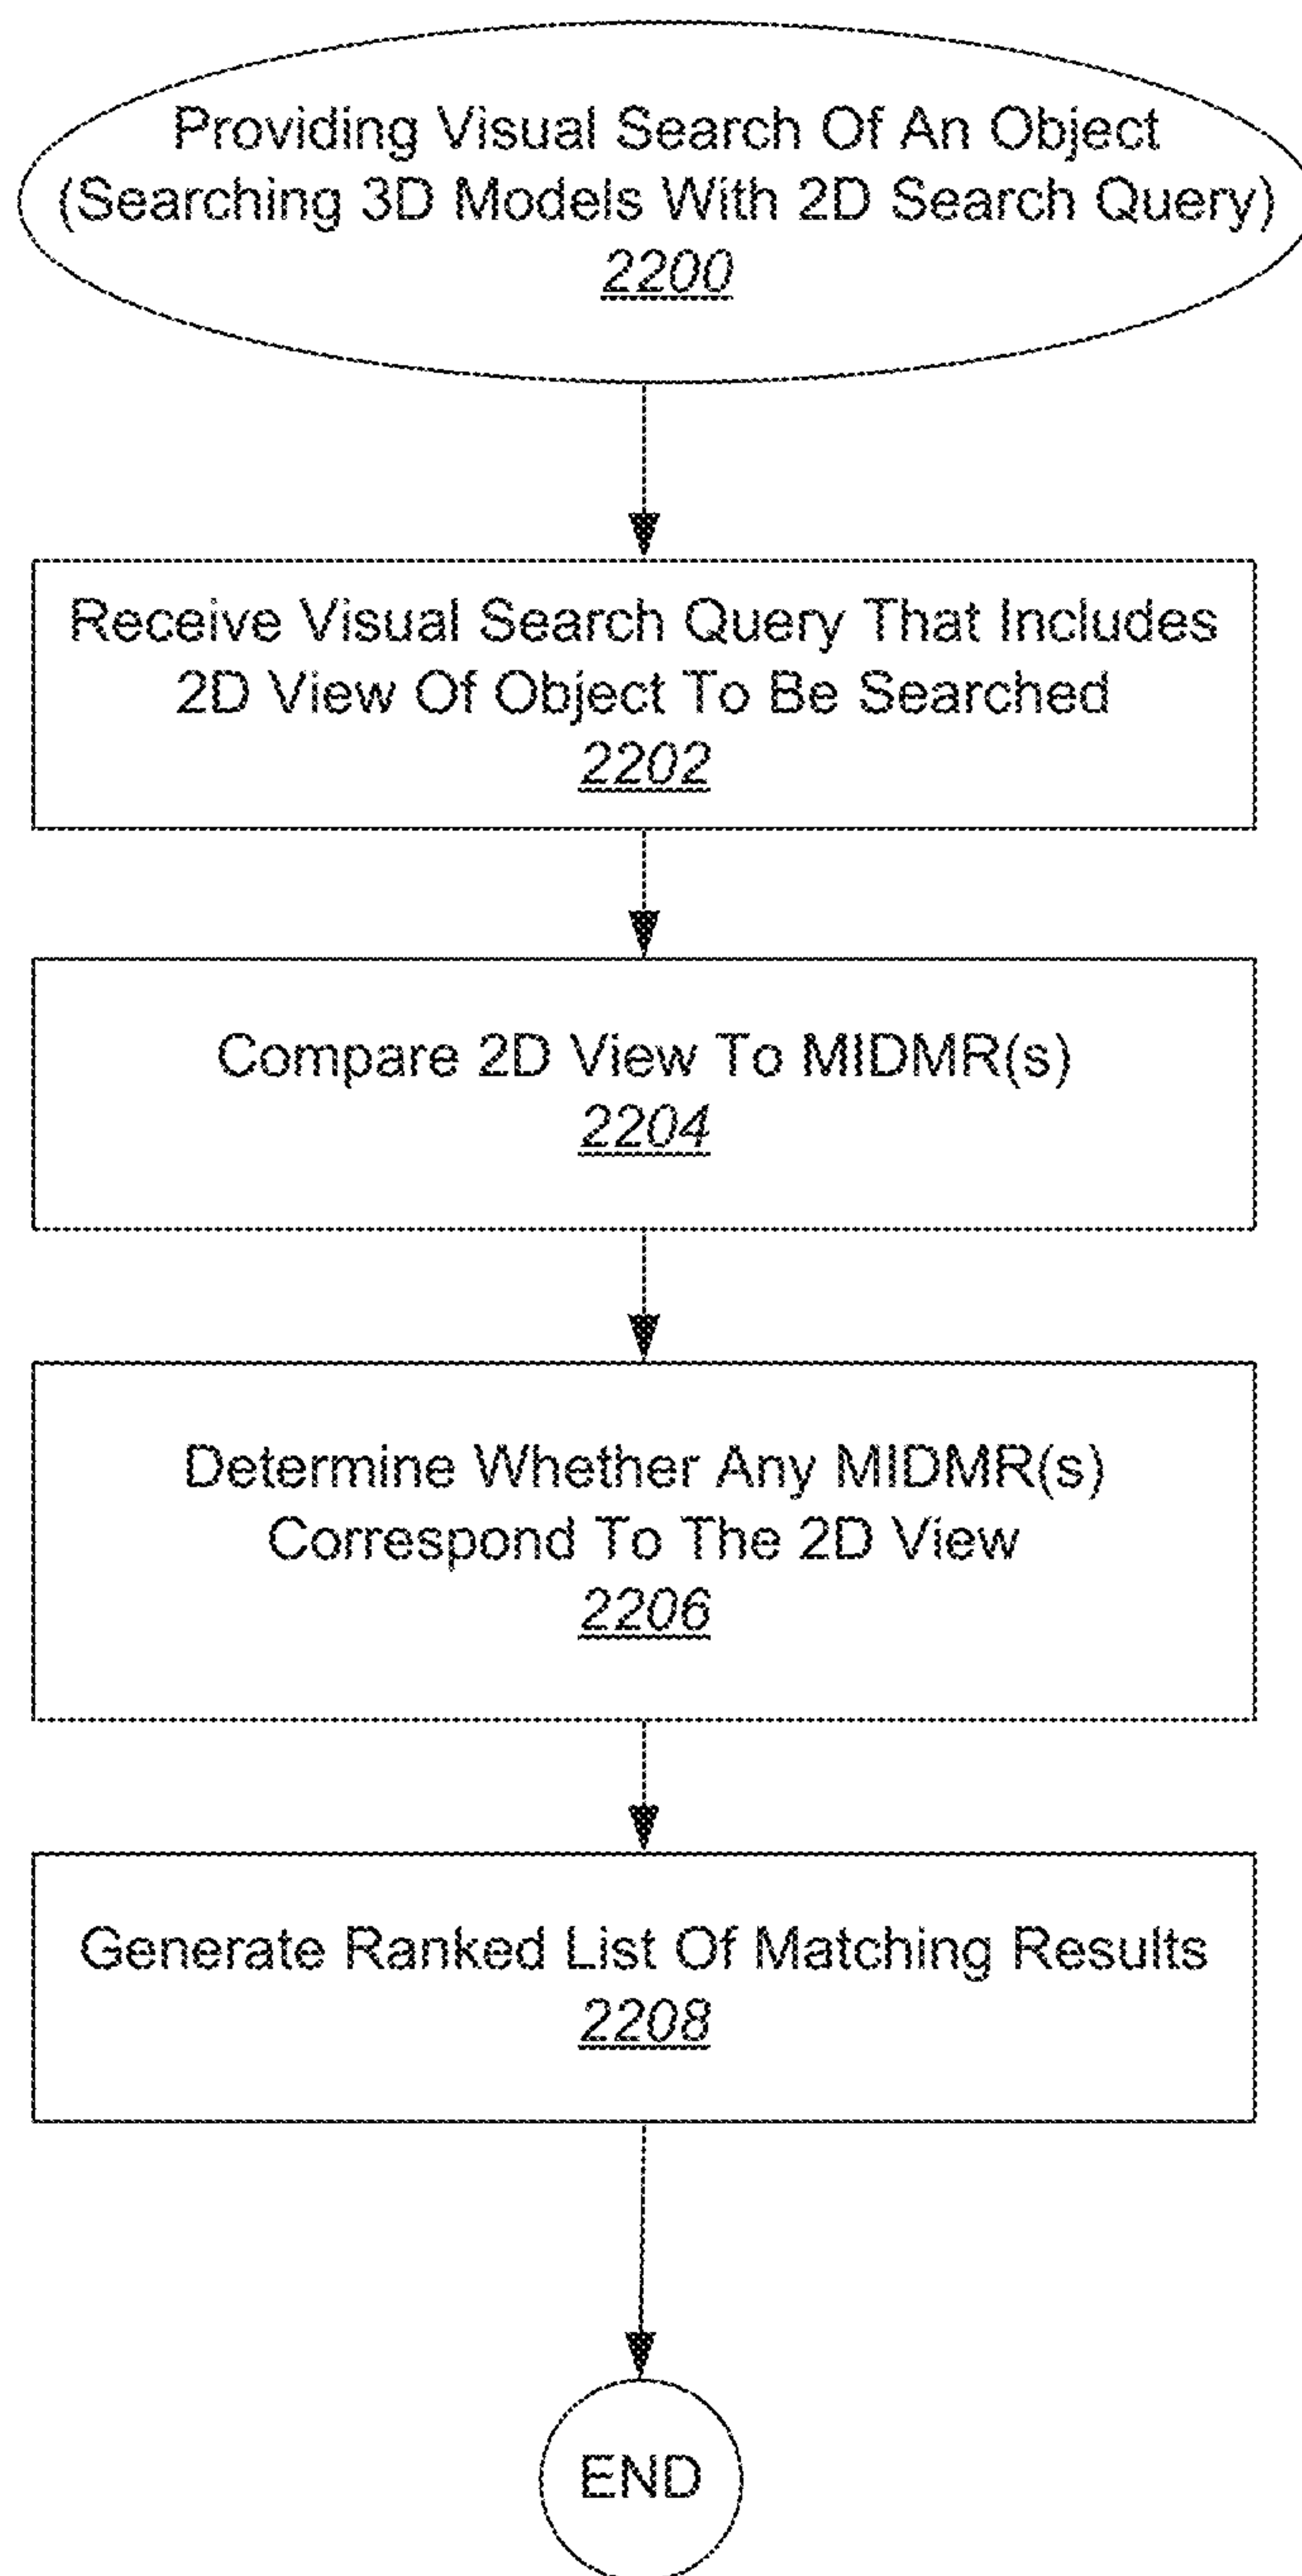 Providing Visual Search Of An Object
(Searching 3D Models With 2D Search Query)
2200
Receive Visual Search Query That Includes
2D View Of Object To Be Searched
2202
Compare 2D View To MIDMR(s)
2204
Determine Whether Any MIDMR(s)
Correspond To The 2D View
2206
Generate Ranked List Of Matching Results
2208
END